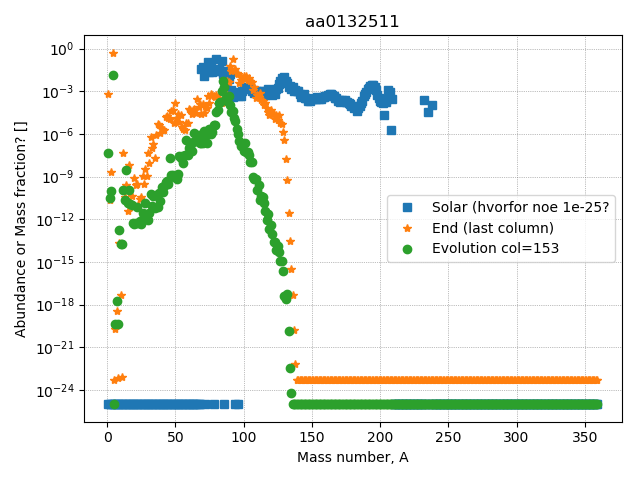 aa0132511
Abundance or Mass fraction? []
10⁰
10⁻³
10⁻⁶
10⁻⁹
10⁻¹²
10⁻¹⁵
10⁻¹⁸
10⁻²¹
10⁻²⁴
Solar (hvorfor noe 1e-25?
End (last column)
Evolution col=153
0 50 100 150 200 250 300 350
Mass number, A